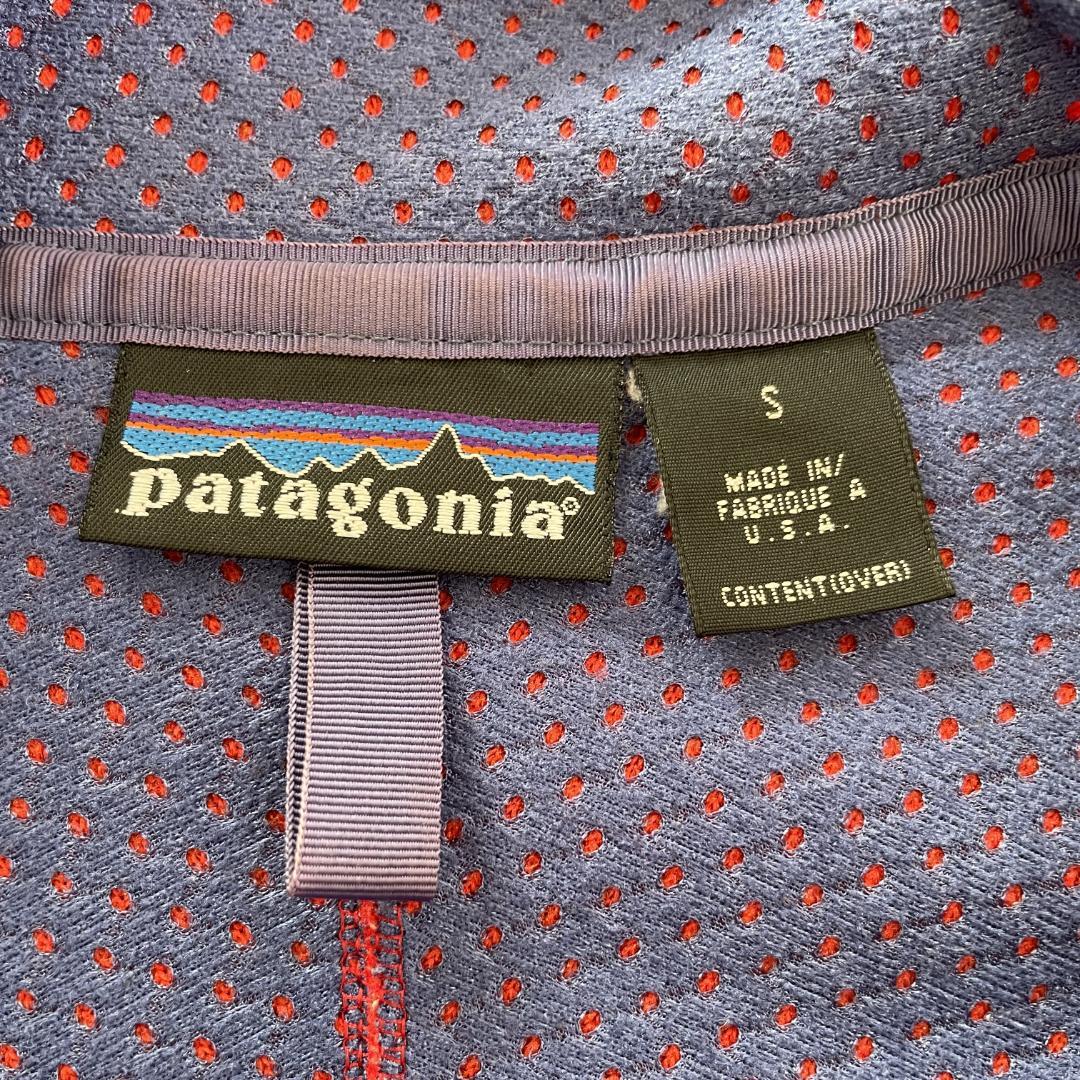 patagonia®
S
MADE IN/
FABRIQUE A
U.S.A.
CONTENT(OVER)